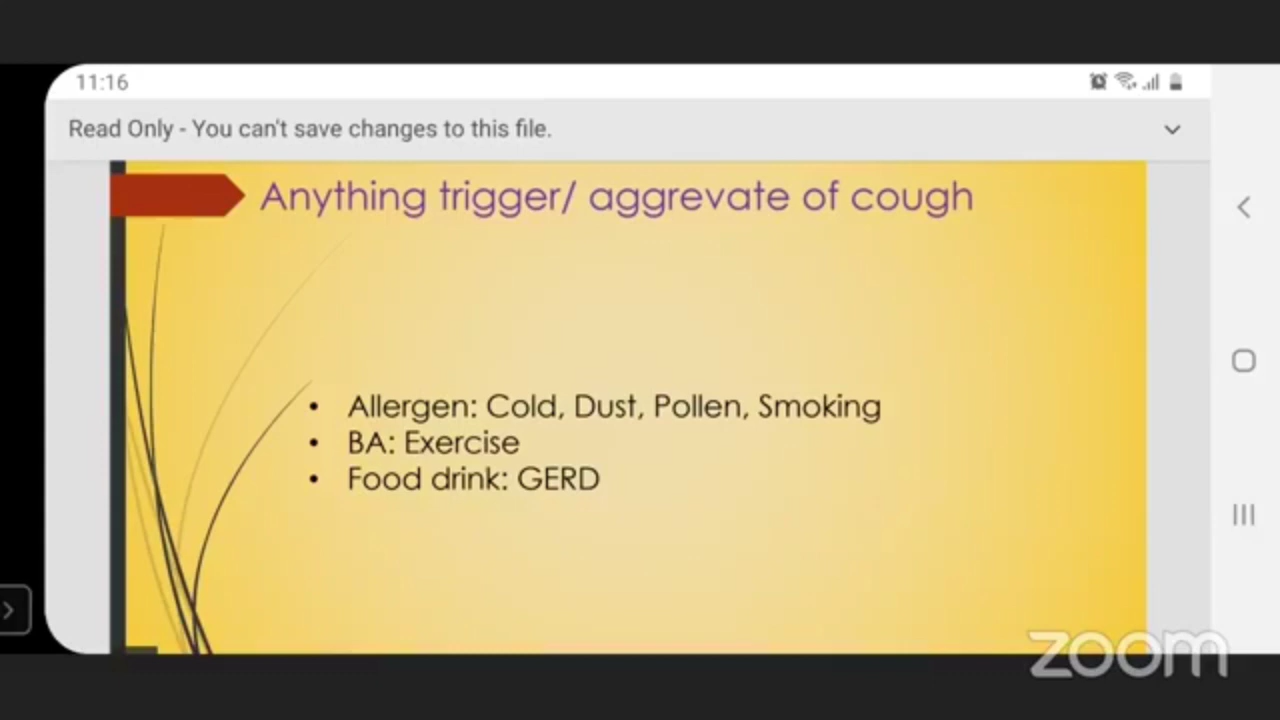 11:16
Read Only - You can't save changes to this file.
Anything trigger/ aggrevate of cough
• Allergen: Cold, Dust, Pollen, Smoking
• BA: Exercise
• Food drink: GERD
zoom